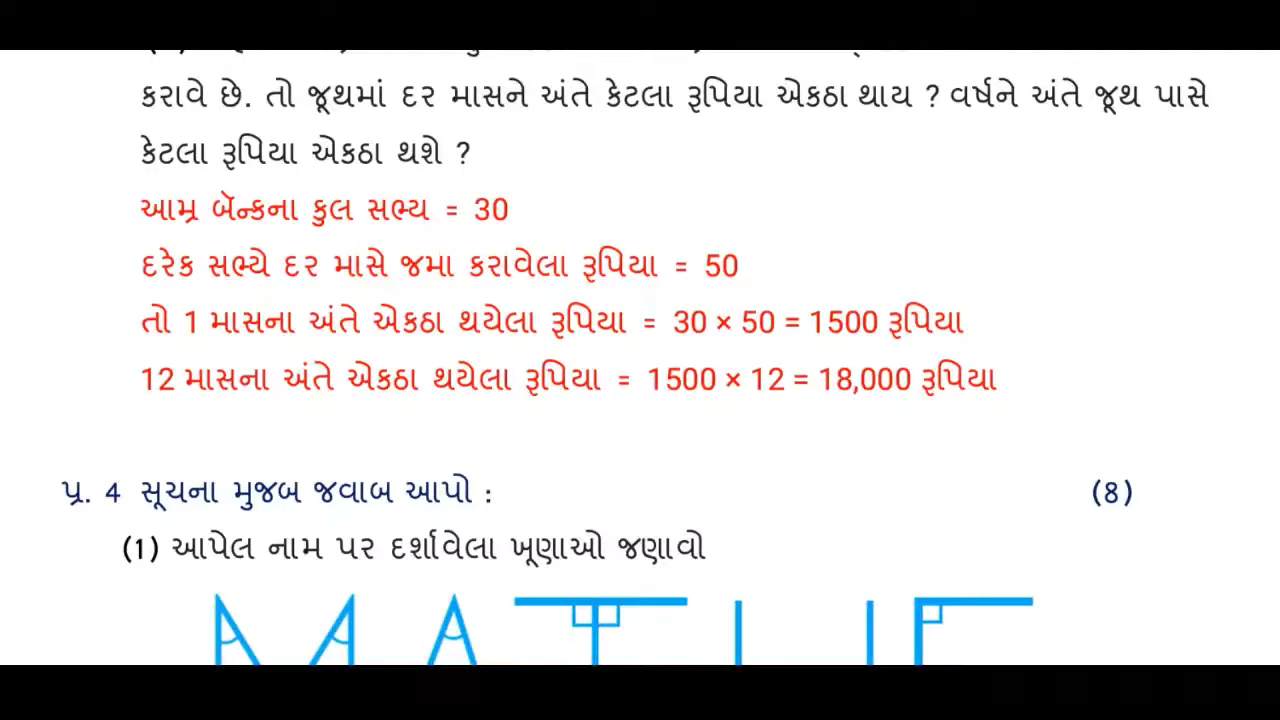 કરાવે છે. તો જૂથમાં દર માસને અંતે કેટલા રૂપિયા એકઠા થાય ? વર્ષને અંતે જૂથ પાસે
કેટલા રૂપિયા એકઠા થશે ?
આમ્ર બૅન્કના કુલ સભ્ય = 30
દરેક સભ્યે દર માસે જમા કરાવેલા રૂપિયા = 50
તો 1 માસના અંતે એકઠા થયેલા રૂપિયા = 30 × 50 = 1500 રૂપિયા
12 માસના અંતે એકઠા થયેલા રૂપિયા = 1500 × 12 = 18,000 રૂપિયા
પ્ર. 4 સૂચના મુજબ જવાબ આપો : (8)
(1) આપેલ નામ પર દર્શાવેલા ખૂણાઓ જણાવો